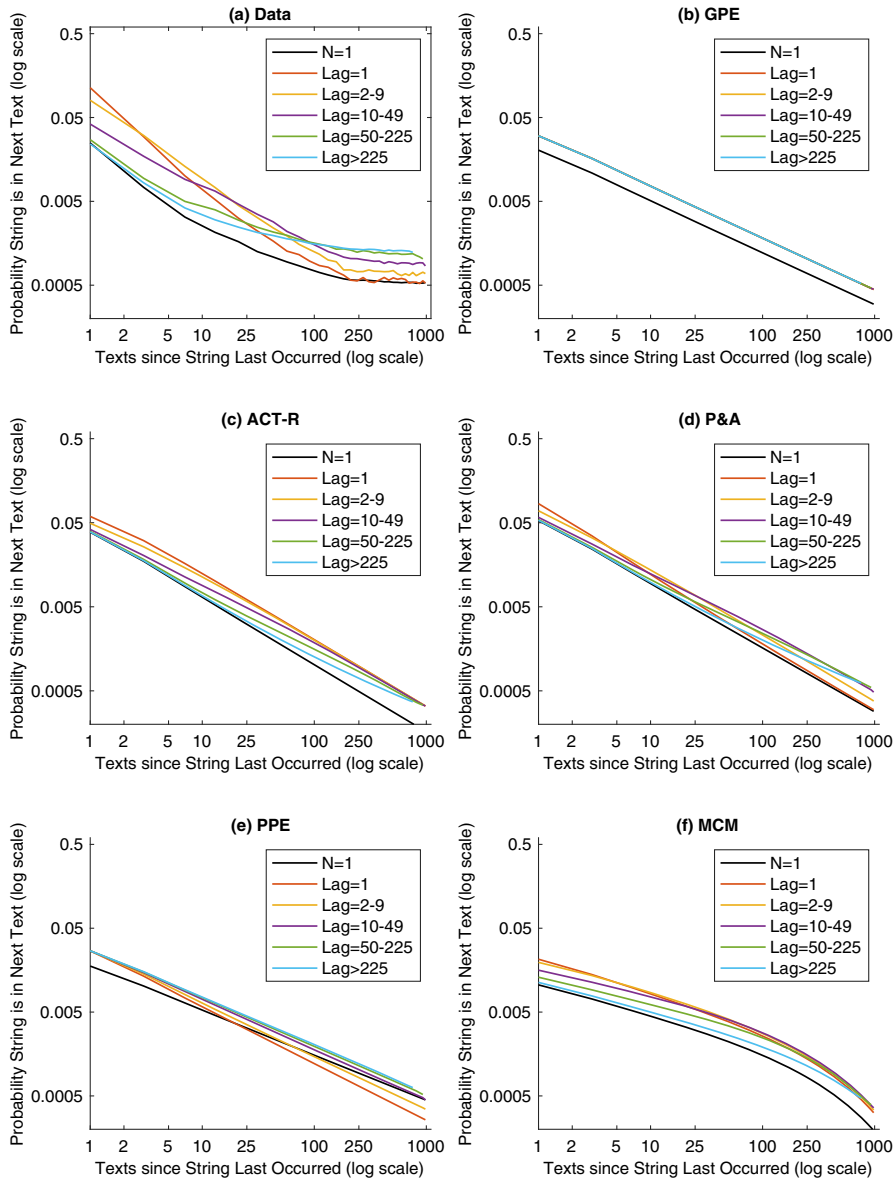 (a) Data
Probability String is in Next Text (log scale)
0.5
0.05
0.005
0.0005
N=1
Lag=1
Lag=2-9
Lag=10-49
Lag=50-225
Lag>225
1 2 5 10 25 100 250 1000
Texts since String Last Occurred (log scale)
(b) GPE
Probability String is in Next Text (log scale)
0.5
0.05
0.005
0.0005
N=1
Lag=1
Lag=2-9
Lag=10-49
Lag=50-225
Lag>225
1 2 5 10 25 100 250 1000
Texts since String Last Occurred (log scale)
(c) ACT-R
Probability String is in Next Text (log scale)
0.5
0.05
0.005
0.0005
N=1
Lag=1
Lag=2-9
Lag=10-49
Lag=50-225
Lag>225
1 2 5 10 25 100 250 1000
Texts since String Last Occurred (log scale)
(d) P&A
Probability String is in Next Text (log scale)
0.5
0.05
0.005
0.0005
N=1
Lag=1
Lag=2-9
Lag=10-49
Lag=50-225
Lag>225
1 2 5 10 25 100 250 1000
Texts since String Last Occurred (log scale)
(e) PPE
Probability String is in Next Text (log scale)
0.5
0.05
0.005
0.0005
N=1
Lag=1
Lag=2-9
Lag=10-49
Lag=50-225
Lag>225
1 2 5 10 25 100 250 1000
Texts since String Last Occurred (log scale)
(f) MCM
Probability String is in Next Text (log scale)
0.5
0.05
0.005
0.0005
N=1
Lag=1
Lag=2-9
Lag=10-49
Lag=50-225
Lag>225
1 2 5 10 25 100 250 1000
Texts since String Last Occurred (log scale)